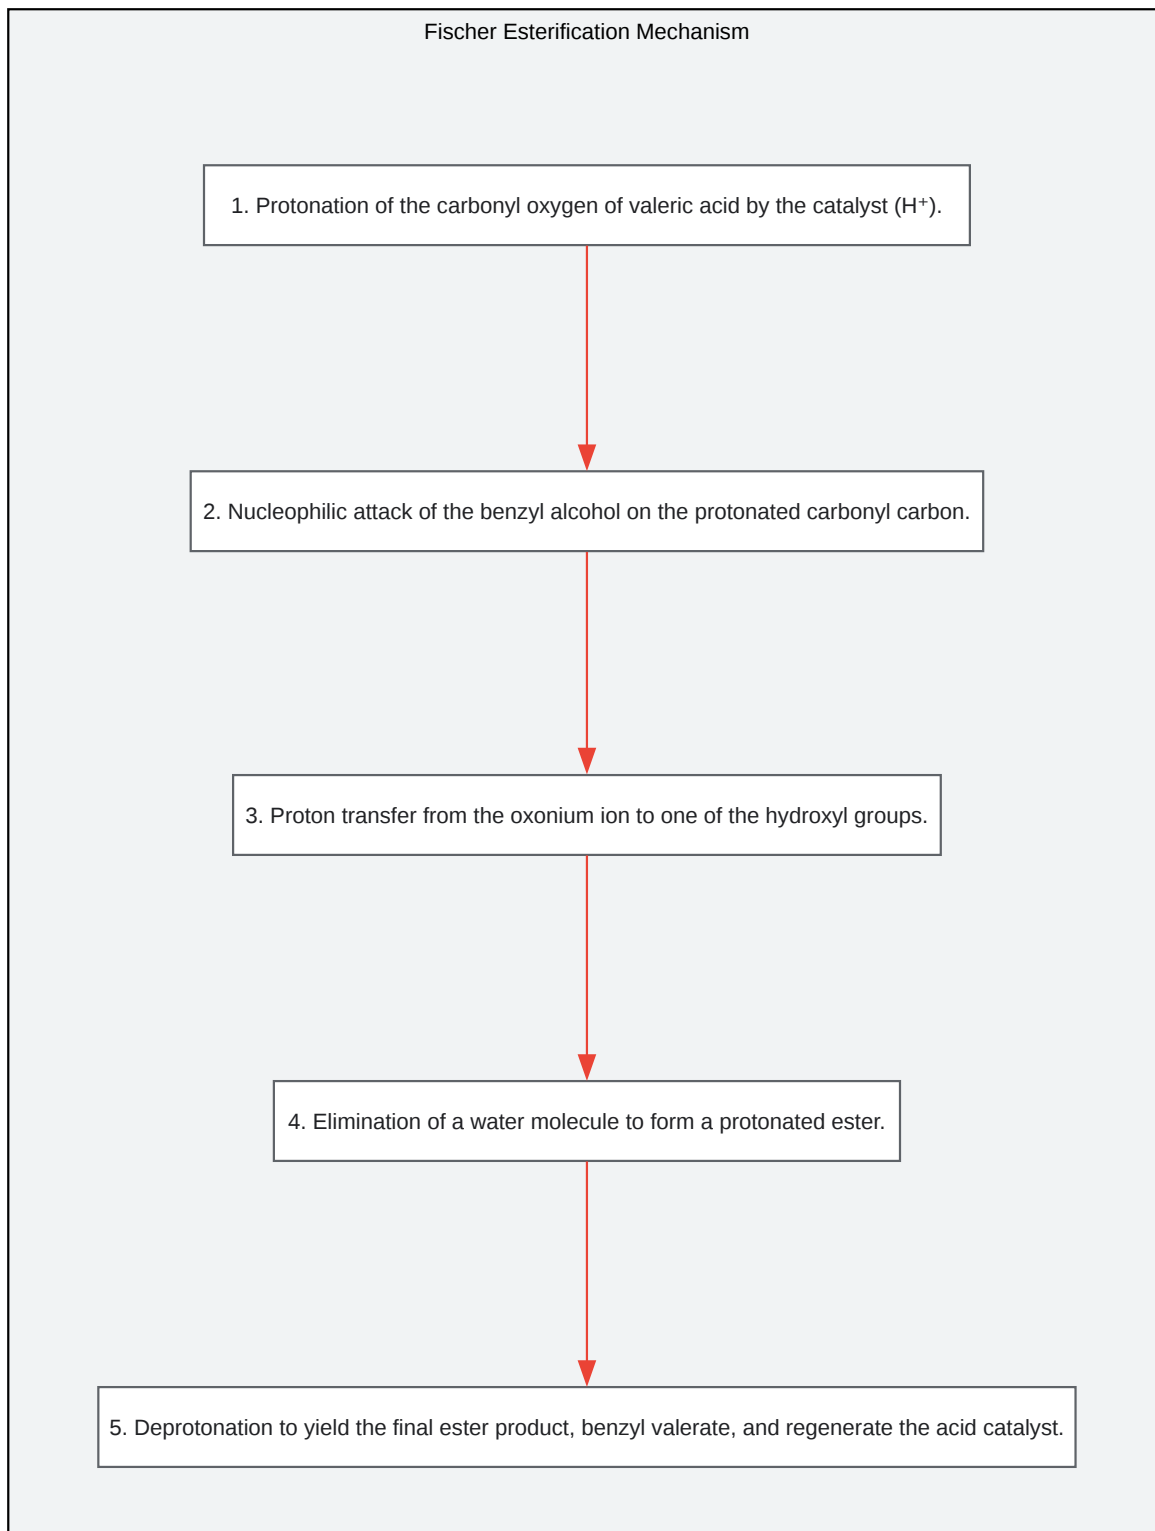 Fischer Esterification Mechanism
1. Protonation of the carbonyl oxygen of valeric acid by the catalyst (H⁺).
2. Nucleophilic attack of the benzyl alcohol on the protonated carbonyl carbon.
3. Proton transfer from the oxonium ion to one of the hydroxyl groups.
4. Elimination of a water molecule to form a protonated ester.
5. Deprotonation to yield the final ester product, benzyl valerate, and regenerate the acid catalyst.